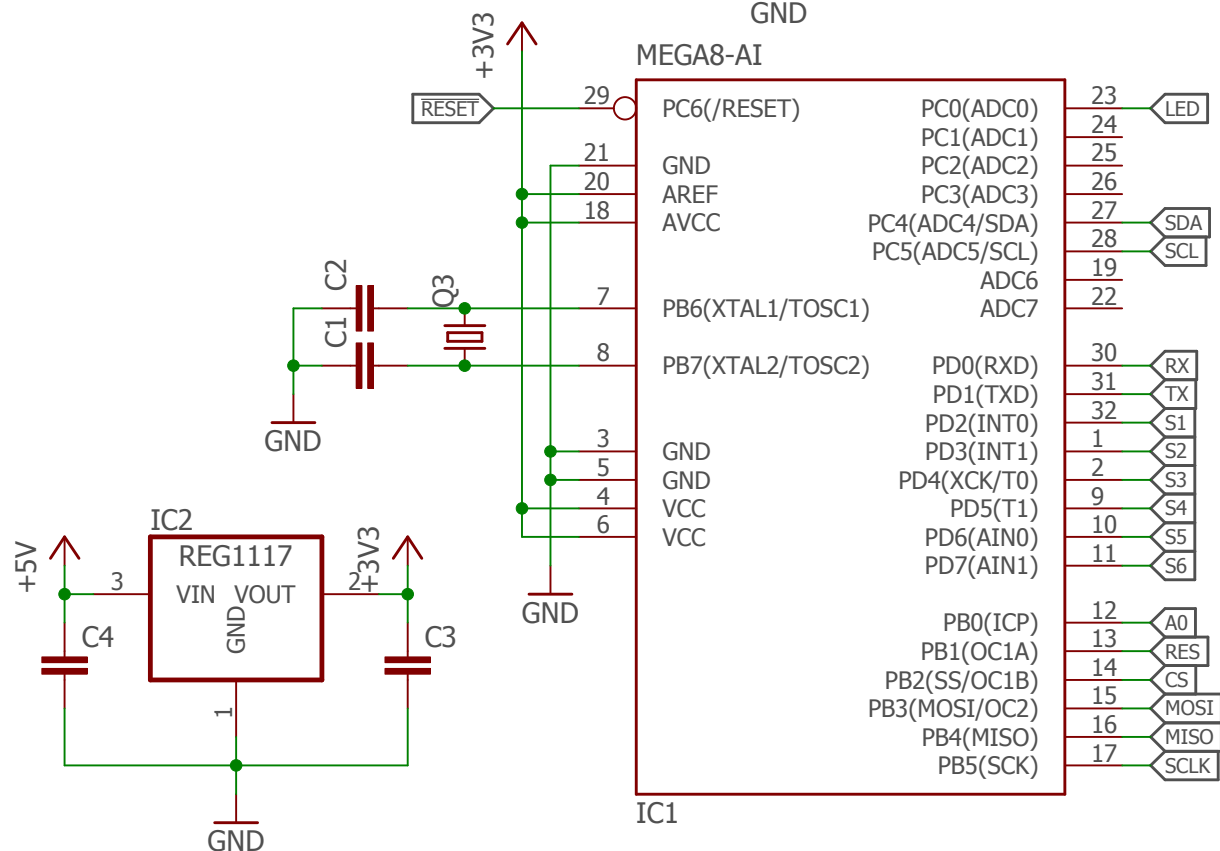 GND
+3V3
MEGA8-AI
RESET
29 PC6(/RESET)
21 GND
20 AREF
18 AVCC
C2
C1
Q3
7 PB6(XTAL1/TOSC1)
8 PB7(XTAL2/TOSC2)
GND
3 GND
5 GND
4 VCC
6 VCC
GND
PC0(ADC0) 23 LED
PC1(ADC1) 24
PC2(ADC2) 25
PC3(ADC3) 26
PC4(ADC4/SDA) 27 SDA
PC5(ADC5/SCL) 28 SCL
ADC6 19
ADC7 22
PD0(RXD) 30 RX
PD1(TXD) 31 TX
PD2(INT0) 32 S1
PD3(INT1) 1 S2
PD4(XCK/T0) 2 S3
PD5(T1) 9 S4
PD6(AIN0) 10 S5
PD7(AIN1) 11 S6
PB0(ICP) 12 A0
PB1(OC1A) 13 RES
PB2(SS/OC1B) 14 CS
PB3(MOSI/OC2) 15 MOSI
PB4(MISO) 16 MISO
PB5(SCK) 17 SCLK
IC1
IC2
+5V
REG1117
3 VIN VOUT 2
GND
1
+3V3
C4
C3
GND